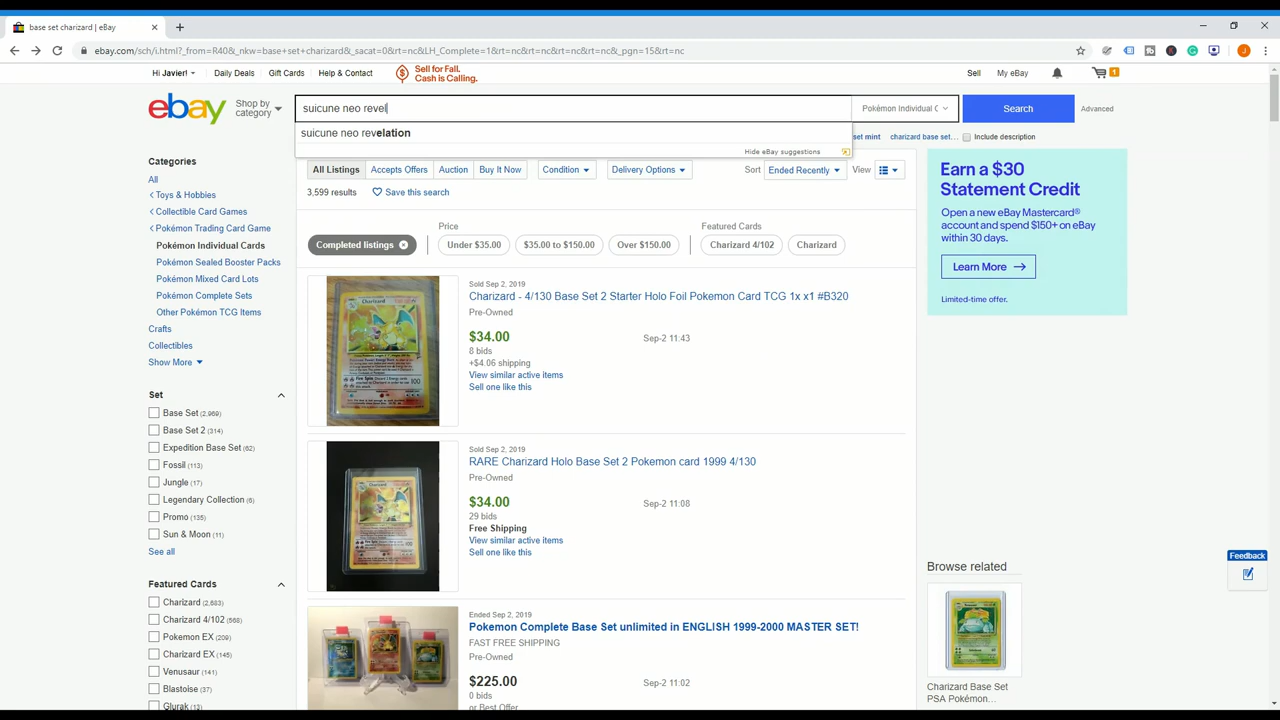 base set charizard | eBay
ebay.com/sch/i.html?_from=R40&_nkw=base+set+charizard&_sacat=0&rt=nc&LH_Complete=1&rt=nc&rt=nc&rt=nc&rt=nc&_pgn=15&rt=nc
Hi Javier!
Daily Deals
Gift Cards
Help & Contact
Sell for Fall.
Cash is Calling.
Sell
My eBay
1
ebay
Shop by
category
suicune neo revel
Pokémon Individual C
Search
Advanced
suicune neo revelation
Hide eBay suggestions
set mint
charizard base set...
Include description
Categories
All
Toys & Hobbies
Collectible Card Games
Pokémon Trading Card Game
Pokémon Individual Cards
Pokémon Sealed Booster Packs
Pokémon Mixed Card Lots
Pokémon Complete Sets
Other Pokémon TCG Items
Crafts
Collectibles
Show More
Set
Base Set (2,969)
Base Set 2 (314)
Expedition Base Set (62)
Fossil (113)
Jungle (17)
Legendary Collection (6)
Promo (135)
Sun & Moon (11)
See all
Featured Cards
Charizard (2,683)
Charizard 4/102 (568)
Pokemon EX (209)
Charizard EX (145)
Venusaur (141)
Blastoise (37)
Glurak (13)
All Listings
Accepts Offers
Auction
Buy It Now
Condition
Delivery Options
Sort
Ended Recently
View
3,599 results
Save this search
Completed listings
Price
Under $35.00
$35.00 to $150.00
Over $150.00
Featured Cards
Charizard 4/102
Charizard
Sold Sep 2, 2019
Charizard - 4/130 Base Set 2 Starter Holo Foil Pokemon Card TCG 1x x1 #B320
Pre-Owned
$34.00
Sep-2 11:43
8 bids
+$4.06 shipping
View similar active items
Sell one like this
Sold Sep 2, 2019
RARE Charizard Holo Base Set 2 Pokemon card 1999 4/130
Pre-Owned
$34.00
Sep-2 11:08
29 bids
Free Shipping
View similar active items
Sell one like this
Ended Sep 2, 2019
Pokemon Complete Base Set unlimited in ENGLISH 1999-2000 MASTER SET!
FAST FREE SHIPPING
Pre-Owned
$225.00
Sep-2 11:02
0 bids
or Best Offer
Earn a $30
Statement Credit
Open a new eBay Mastercard®
account and spend $150+ on eBay
within 30 days.
Learn More
Limited-time offer.
Feedback
Browse related
Charizard Base Set
PSA Pokémon...